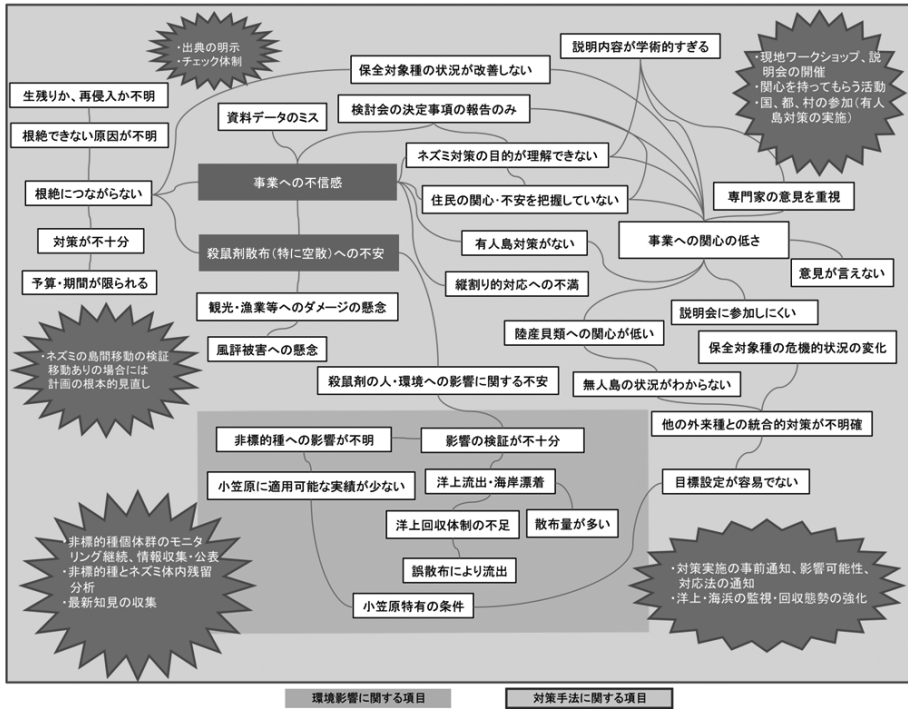 ・出典の明示
・チェック体制
説明内容が学術的すぎる
・現地ワークショップ、説
明会の開催
・関心を持ってもらう活動
・国、都、村の参加(有人
島対策の実施)
保全対象種の状況が改善しない
生残りか、再侵入か不明
検討会の決定事項の報告のみ
資料データのミス
根絶できない原因が不明
ネズミ対策の目的が理解できない
事業への不信感
根絶につながらない
住民の関心・不安を把握していない
専門家の意見を重視
対策が不十分
有人島対策がない
事業への関心の低さ
殺鼠剤散布(特に空散)への不安
意見が言えない
予算・期間が限られる
縦割り的対応への不満
観光・漁業等へのダメージの懸念
説明会に参加しにくい
陸産貝類への関心が低い
風評被害への懸念
保全対象種の危機的状況の変化
・ネズミの島間移動の検証
移動ありの場合には
計画の根本的見直し
殺鼠剤の人・環境への影響に関する不安
無人島の状況がわからない
他の外来種との統合的対策が不明確
非標的種への影響が不明
影響の検証が不十分
小笠原に適用可能な実績が少ない
洋上流出・海岸漂着
目標設定が容易でない
洋上回収体制の不足
散布量が多い
・非標的種個体群のモニタ
リング継続、情報収集・公表
・非標的種とネズミ体内残留
分析
・最新知見の収集
誤散布により流出
・対策実施の事前通知、影響可能性、
対応法の通知
・洋上・海浜の監視・回収態勢の強化
小笠原特有の条件
環境影響に関する項目
対策手法に関する項目